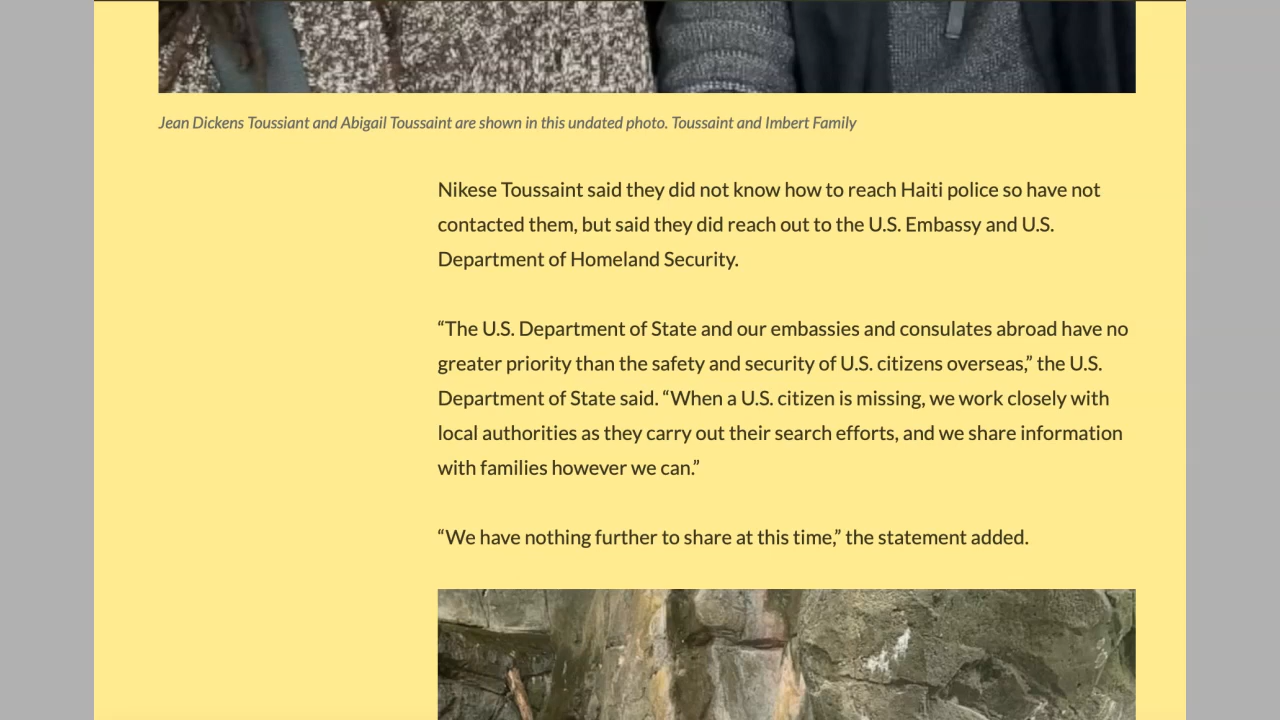 Jean Dickens Toussiant and Abigail Toussaint are shown in this undated photo. Toussaint and Imbert Family
Nikese Toussaint said they did not know how to reach Haiti police so have not
contacted them, but said they did reach out to the U.S. Embassy and U.S.
Department of Homeland Security.
“The U.S. Department of State and our embassies and consulates abroad have no
greater priority than the safety and security of U.S. citizens overseas,” the U.S.
Department of State said. “When a U.S. citizen is missing, we work closely with
local authorities as they carry out their search efforts, and we share information
with families however we can.”
“We have nothing further to share at this time,” the statement added.